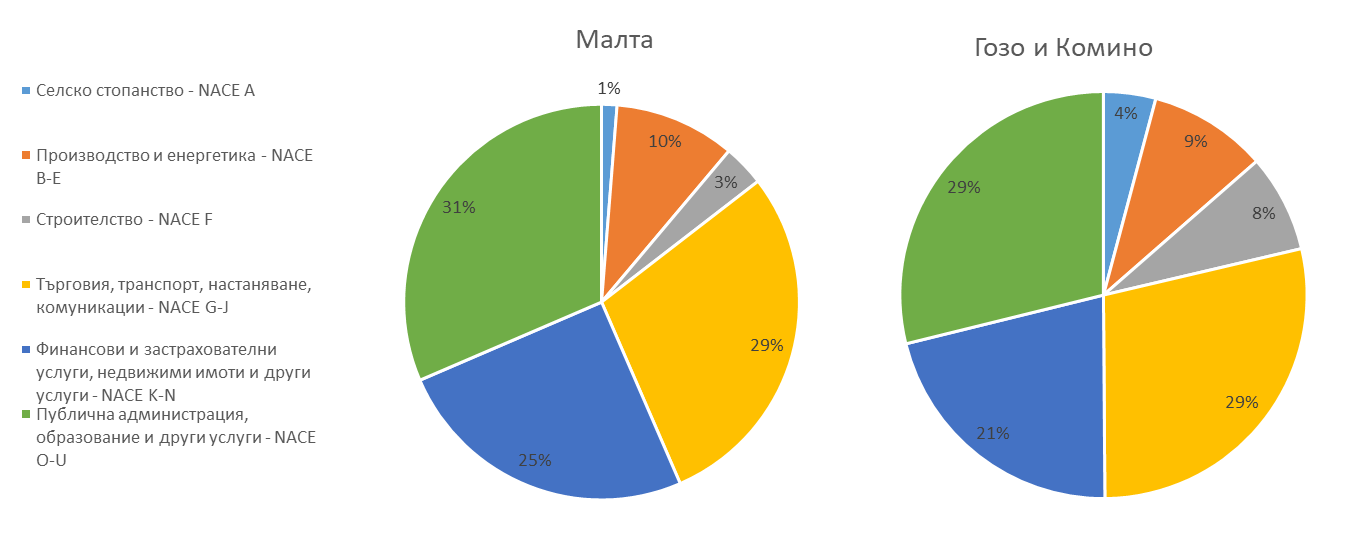 Малта
Гозо и Комино
Селско стопанство - NACE A
Производство и енергетика - NACE
B-E
Строителство - NACE F
Търговия, транспорт, настаняване,
комуникации - NACE G-J
Финансови и застрахователни
услуги, недвижими имоти и други
услуги - NACE K-N
Публична администрация,
образование и други услуги - NACE
O-U
1%
10%
3%
29%
25%
31%
4%
9%
8%
29%
21%
29%